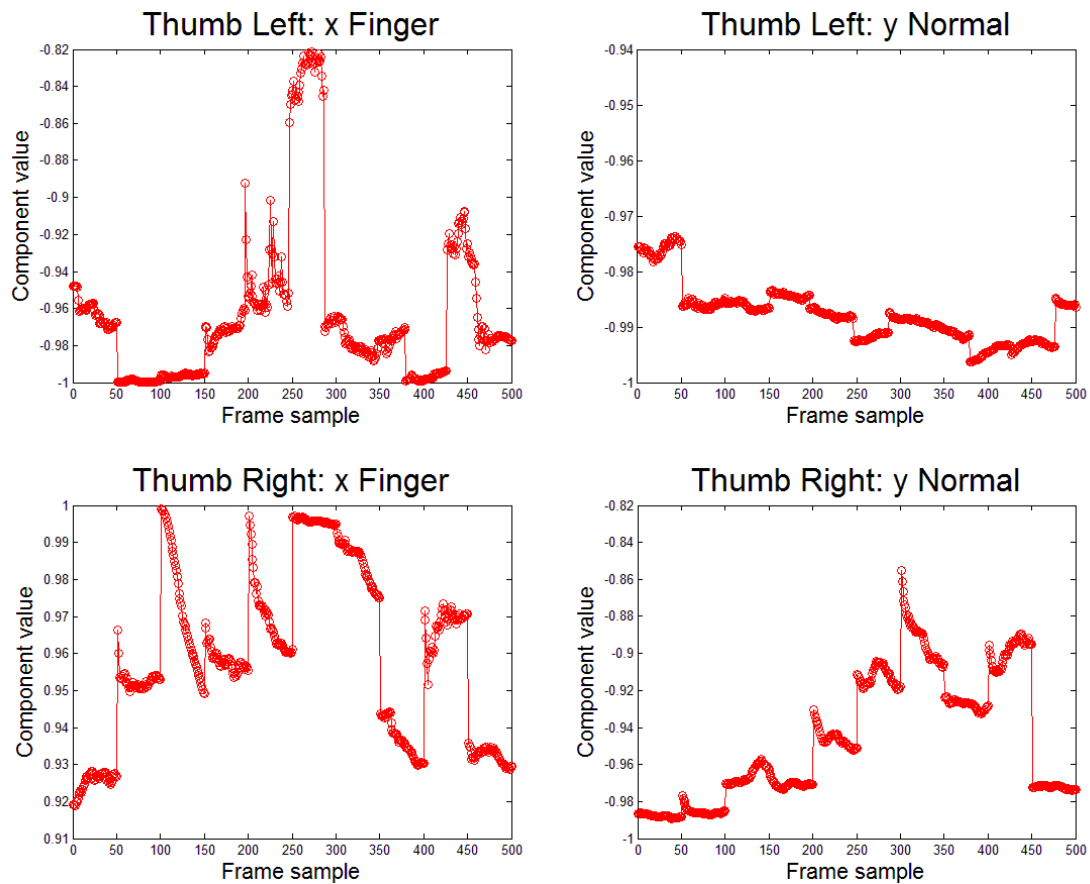 Thumb Left: x Finger
Component value
-0.82
-0.84
-0.86
-0.88
-0.9
-0.92
-0.94
-0.96
-0.98
-1
0 50 100 150 200 250 300 350 400 450 500
Frame sample
Thumb Left: y Normal
Component value
-0.94
-0.95
-0.96
-0.97
-0.98
-0.99
-1
0 50 100 150 200 250 300 350 400 450 500
Frame sample
Thumb Right: x Finger
Component value
1
0.99
0.98
0.97
0.96
0.95
0.94
0.93
0.92
0.91
0 50 100 150 200 250 300 350 400 450 500
Frame sample
Thumb Right: y Normal
Component value
-0.82
-0.84
-0.86
-0.88
-0.9
-0.92
-0.94
-0.96
-0.98
-1
0 50 100 150 200 250 300 350 400 450 500
Frame sample